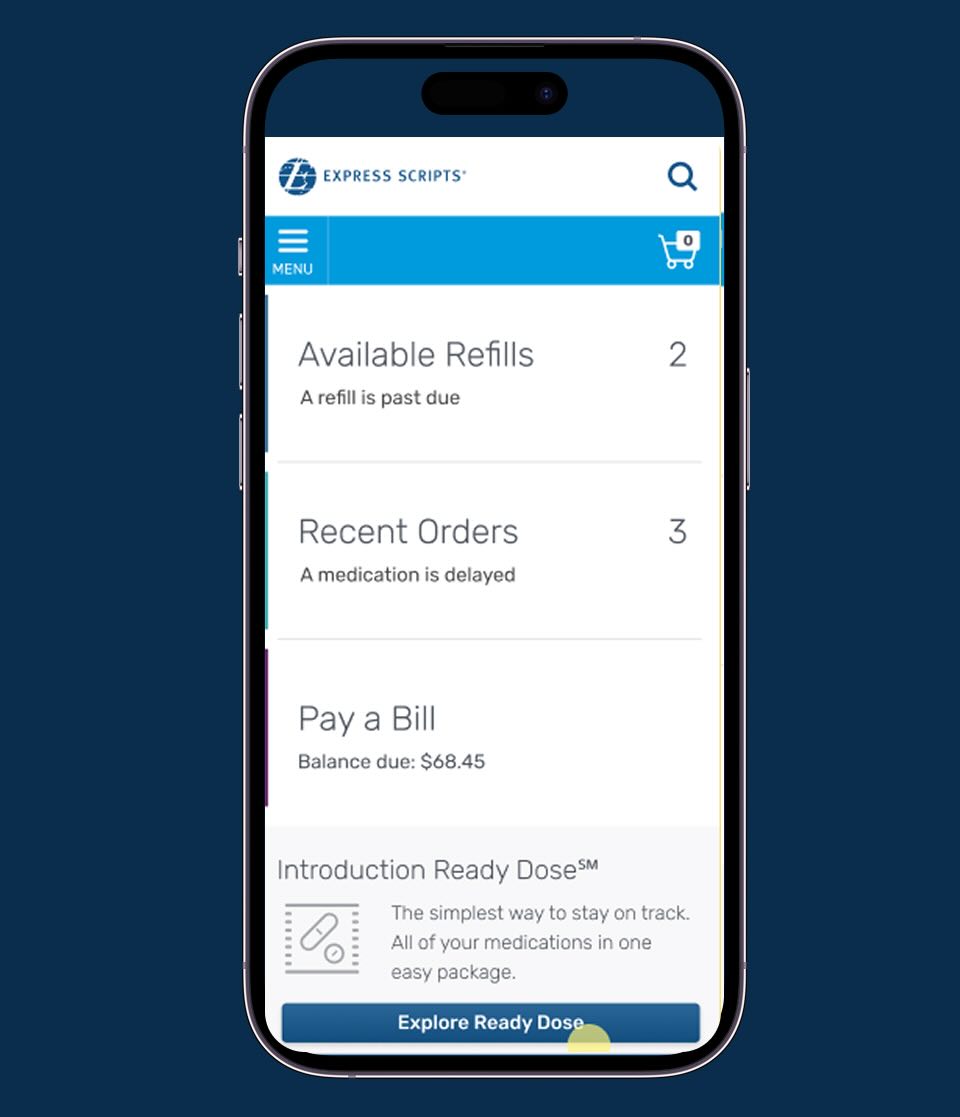 EXPRESS SCRIPTS®
MENU
0
Available Refills 2
A refill is past due
Recent Orders 3
A medication is delayed
Pay a Bill
Balance due: $68.45
Introduction Ready Dose℠
The simplest way to stay on track.
All of your medications in one
easy package.
Explore Ready Dose